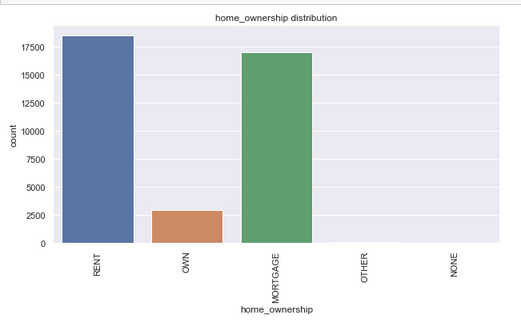 home_ownership distribution
17500
15000
12500
10000
7500
5000
2500
0
count
RENT
OWN
MORTGAGE
OTHER
NONE
home_ownership